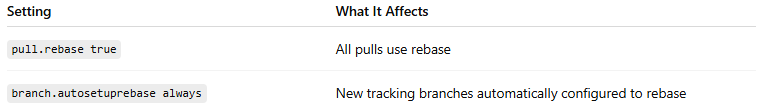 Setting What It Affects
pull.rebase true All pulls use rebase
branch.autosetuprebase always New tracking branches automatically configured to rebase